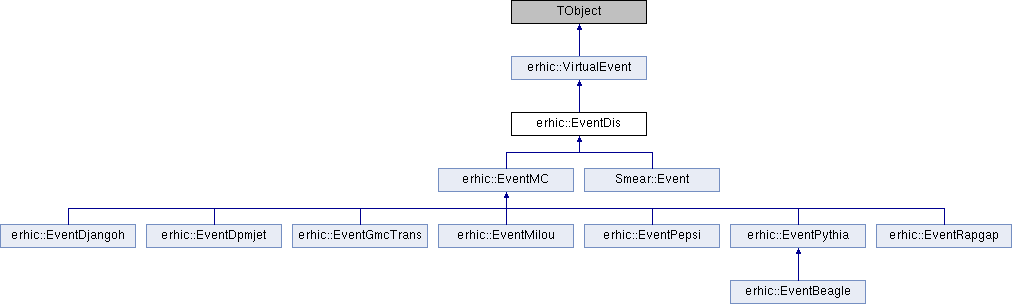 TObject
erhic::VirtualEvent
erhic::EventDis
erhic::EventMC
Smear::Event
erhic::EventDjangoh
erhic::EventDpmjet
erhic::EventGmcTrans
erhic::EventMilou
erhic::EventPepsi
erhic::EventPythia
erhic::EventRapgap
erhic::EventBeagle